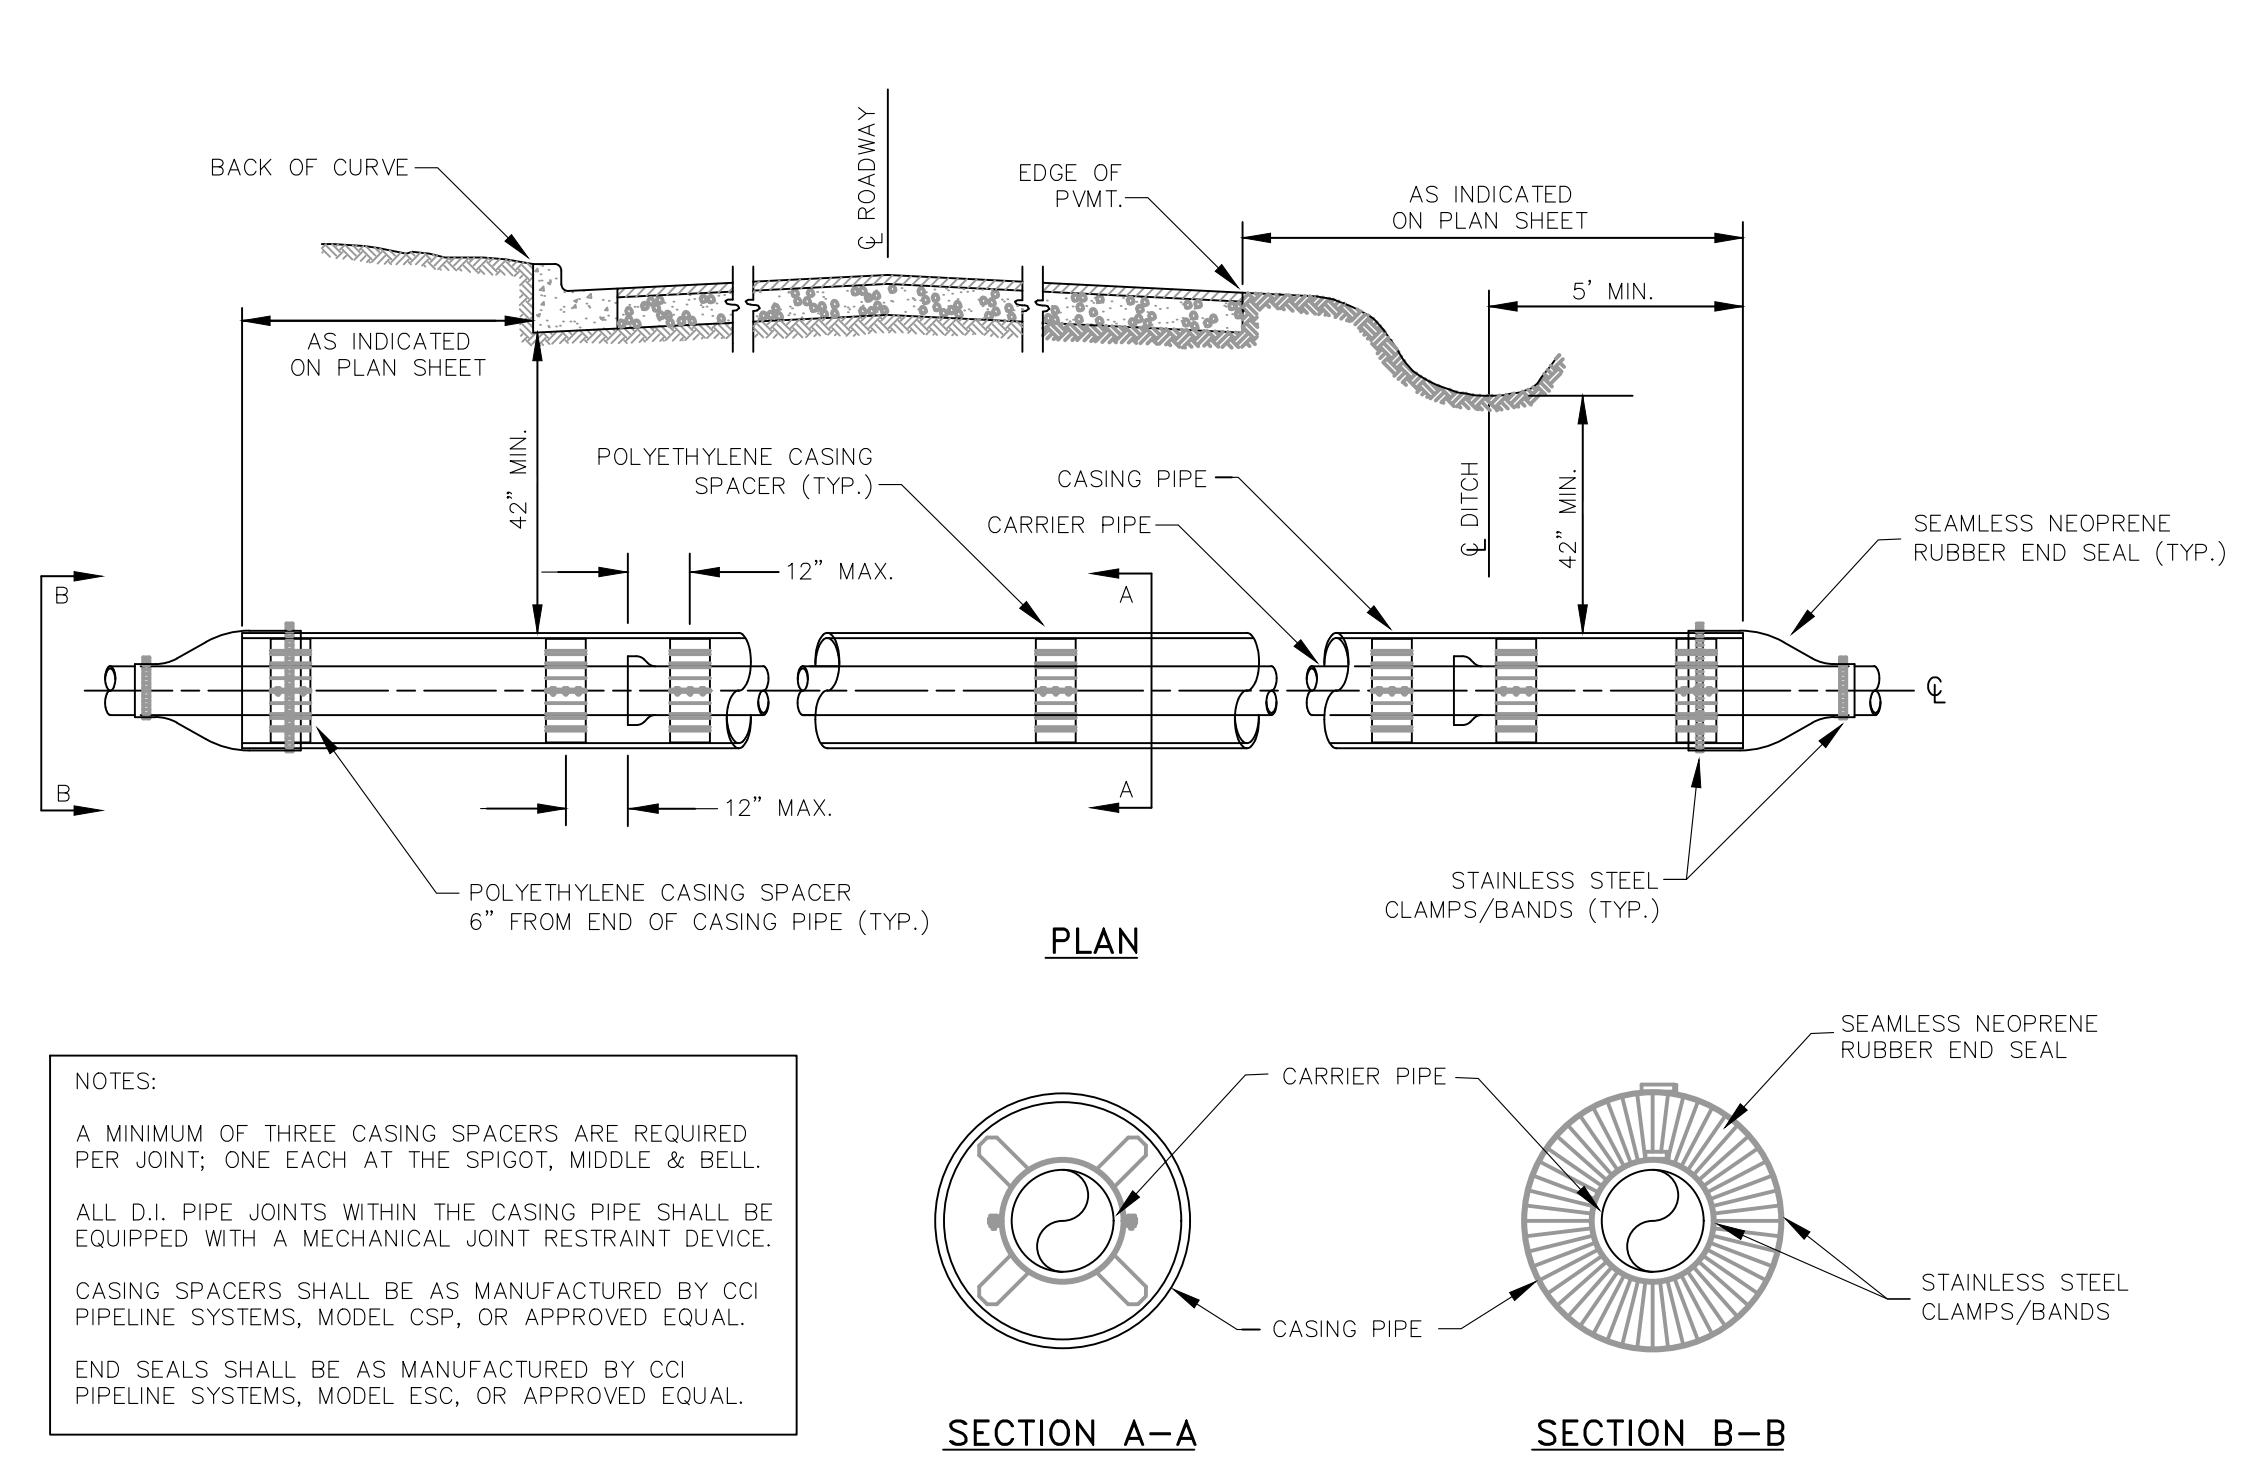 ℄ ROADWAY
BACK OF CURVE
EDGE OF
PVMT.
AS INDICATED
ON PLAN SHEET
5' MIN.
AS INDICATED
ON PLAN SHEET
42" MIN.
POLYETHYLENE CASING
SPACER (TYP.)
CASING PIPE
CARRIER PIPE
℄ DITCH
42" MIN.
SEAMLESS NEOPRENE
RUBBER END SEAL (TYP.)
12" MAX.
B
A
℄
B
A
12" MAX.
POLYETHYLENE CASING SPACER
6" FROM END OF CASING PIPE (TYP.)
STAINLESS STEEL
CLAMPS/BANDS (TYP.)
PLAN
NOTES:
A MINIMUM OF THREE CASING SPACERS ARE REQUIRED
PER JOINT; ONE EACH AT THE SPIGOT, MIDDLE & BELL.
ALL D.I. PIPE JOINTS WITHIN THE CASING PIPE SHALL BE
EQUIPPED WITH A MECHANICAL JOINT RESTRAINT DEVICE.
CASING SPACERS SHALL BE AS MANUFACTURED BY CCI
PIPELINE SYSTEMS, MODEL CSP, OR APPROVED EQUAL.
END SEALS SHALL BE AS MANUFACTURED BY CCI
PIPELINE SYSTEMS, MODEL ESC, OR APPROVED EQUAL.
CARRIER PIPE
CASING PIPE
SEAMLESS NEOPRENE
RUBBER END SEAL
STAINLESS STEEL
CLAMPS/BANDS
SECTION A-A
SECTION B-B